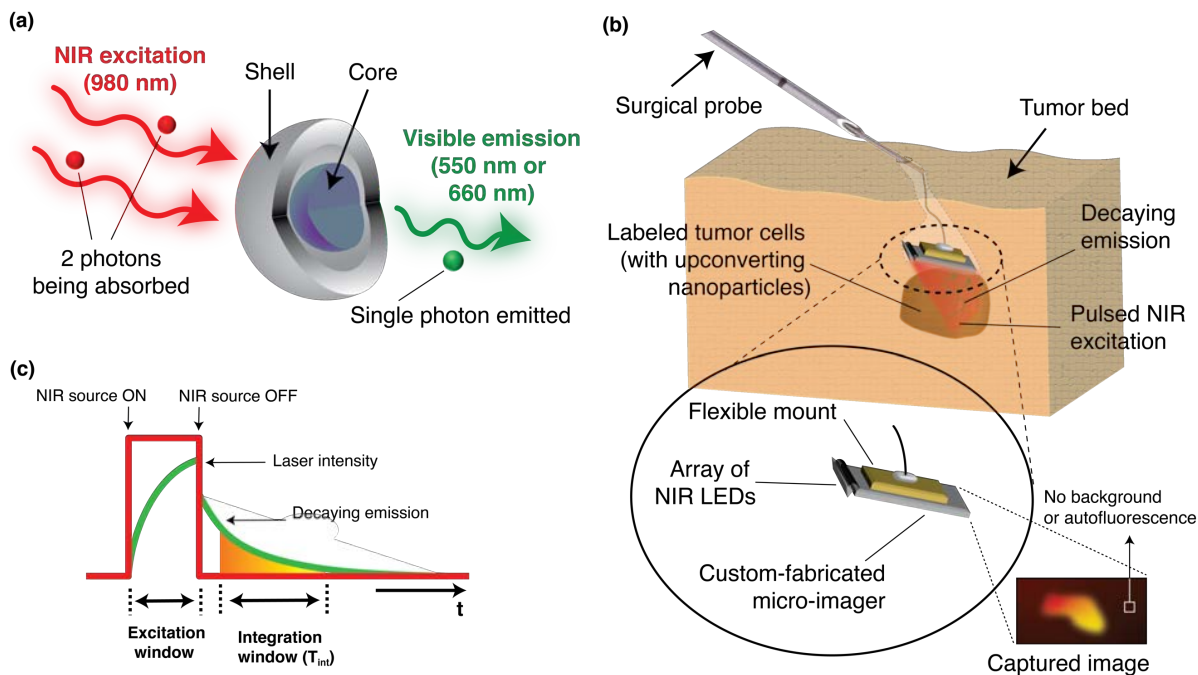 (a)
NIR excitation
(980 nm)
Shell
Core
Visible emission
(550 nm or
660 nm)
2 photons
being absorbed
Single photon emitted
(b)
Surgical probe
Tumor bed
Labeled tumor cells
(with upconverting
nanoparticles)
Decaying
emission
Pulsed NIR
excitation
Flexible mount
Array of
NIR LEDs
Custom-fabricated
micro-imager
No background
or autofluorescence
Captured image
(c)
NIR source ON
NIR source OFF
Laser intensity
Decaying emission
t
Excitation
window
Integration
window (Tint)